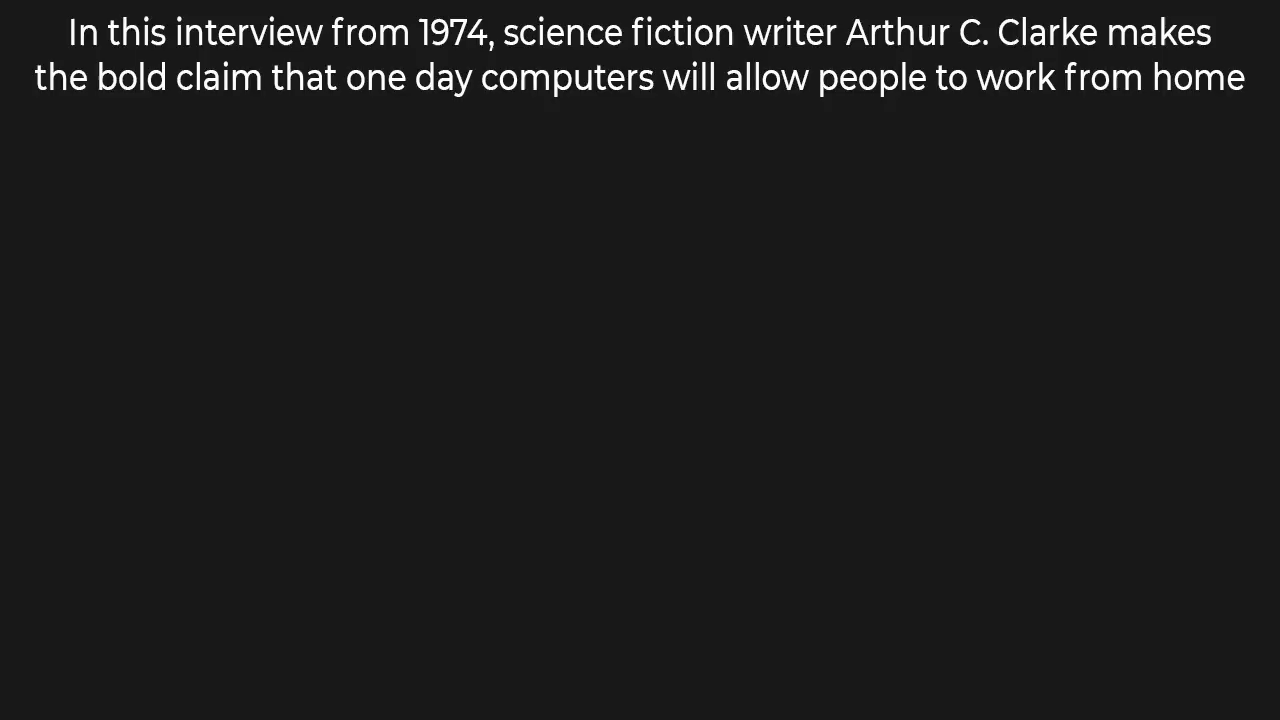 In this interview from 1974, science fiction writer Arthur C. Clarke makes
the bold claim that one day computers will allow people to work from home